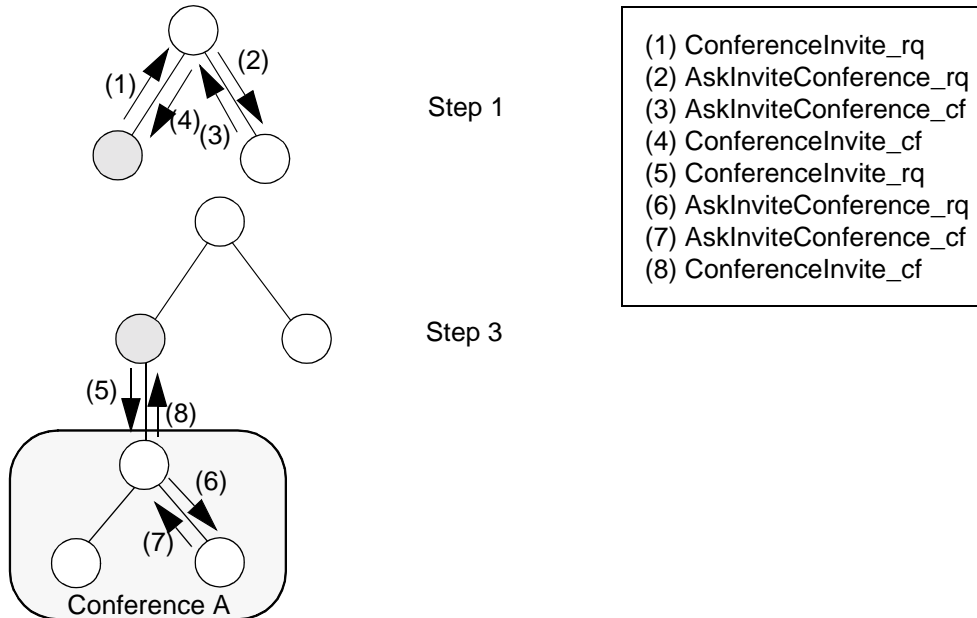 (1)
(2)
(4)
(3)
Step 1
Step 3
(5)
(8)
(6)
(7)
Conference A
(1) ConferenceInvite_rq
(2) AskInviteConference_rq
(3) AskInviteConference_cf
(4) ConferenceInvite_cf
(5) ConferenceInvite_rq
(6) AskInviteConference_rq
(7) AskInviteConference_cf
(8) ConferenceInvite_cf